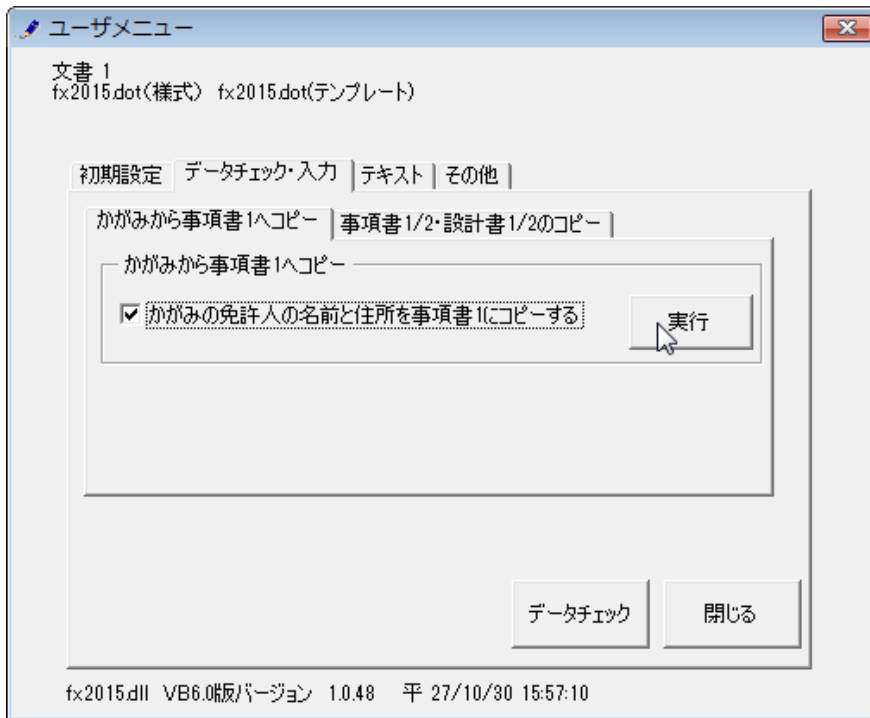 ユーザメニュー
文書 1
fx2015.dot(様式) fx2015.dot(テンプレート)
初期設定 データチェック・入力 テキスト その他
かがみから事項書1へコピー 事項書1/2・設計書1/2のコピー
かがみから事項書1へコピー
かがみの免許人の名前と住所を事項書1にコピーする 実行
データチェック 閉じる
fx2015.dll VB6.0版バージョン 1.0.48 平 27/10/30 15:57:10